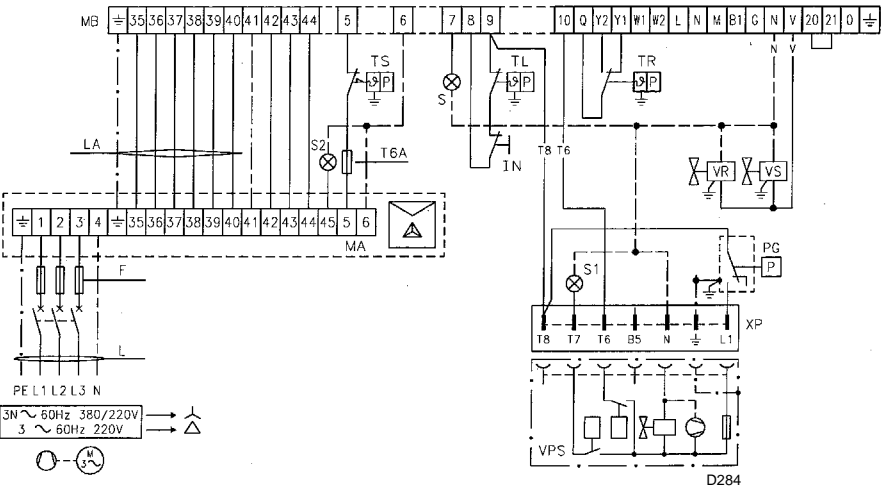 MB ⏚ 35 36 37 38 39 40 41 42 43 44 5 6 7 8 9 10 Q Y2 Y1 W1 W2 L N M B1 G N V 20 21 0 ⏚
N V
TS
ϑ P
TL
ϑ P
TR
ϑ P
S
LA
S2
T6A
IN
T8 T6
VR
VS
⏚ 1 2 3 4 ⏚ 35 36 37 38 39 40 41 42 43 44 45 5 6
MA
PG
P
F
S1
XP
T8 T7 T6 B5 N ⏚ L1
L
PE L1 L2 L3 N
3N ~ 60Hz 380/220V
3 ~ 60Hz 220V
M
3~
VPS
D284